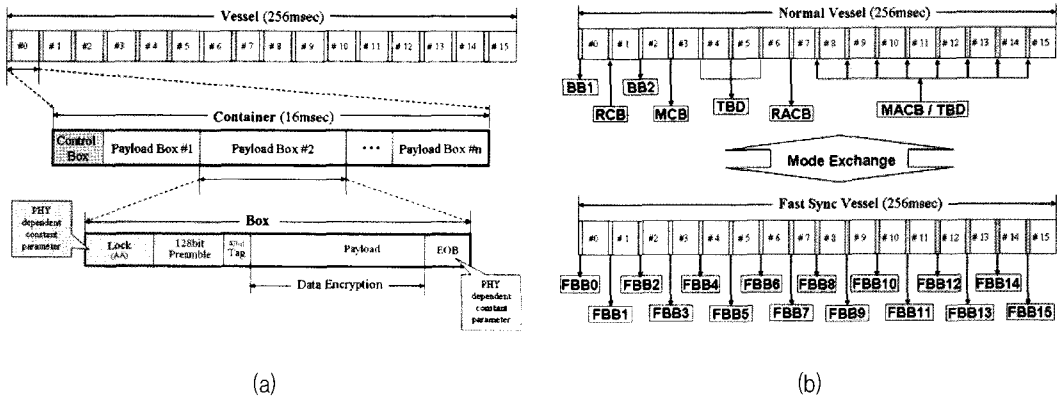 Vessel (256msec)
#0 #1 #2 #3 #4 #5 #6 #7 #8 #9 #10 #11 #12 #13 #14 #15
Container (16msec)
Control Box
Payload Box #1
Payload Box #2
•••
Payload Box #n
PHY dependent constant parameter
Box
Lock (AA)
128bit Preamble
Tag
Payload
EOB
Data Encryption
PHY dependent constant parameter
(a)
Normal Vessel (256msec)
#0 #1 #2 #3 #4 #5 #6 #7 #8 #9 #10 #11 #12 #13 #14 #15
BB1
RCB
BB2
MCB
TBD
RACB
MACB / TBD
Mode Exchange
Fast Sync Vessel (256msec)
#0 #1 #2 #3 #4 #5 #6 #7 #8 #9 #10 #11 #12 #13 #14 #15
FBB0 FBB2 FBB4 FBB6 FBB8 FBB10 FBB12 FBB14
FBB1 FBB3 FBB5 FBB7 FBB9 FBB11 FBB13 FBB15
(b)